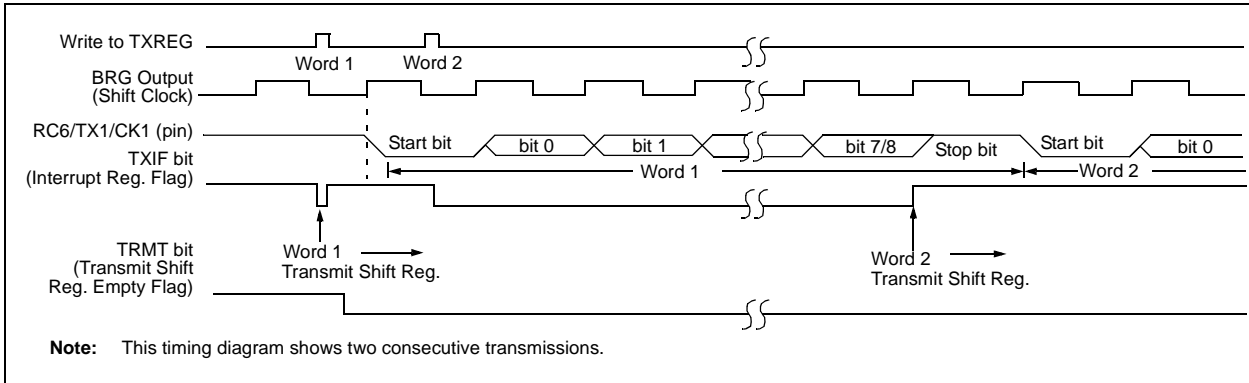 Write to TXREG
Word 1 Word 2
BRG Output
(Shift Clock)
RC6/TX1/CK1 (pin)
Start bit bit 0 bit 1 bit 7/8 Stop bit Start bit bit 0
TXIF bit
(Interrupt Reg. Flag)
Word 1 Word 2
TRMT bit
(Transmit Shift
Reg. Empty Flag)
Word 1
Transmit Shift Reg.
Word 2
Transmit Shift Reg.
Note: This timing diagram shows two consecutive transmissions.